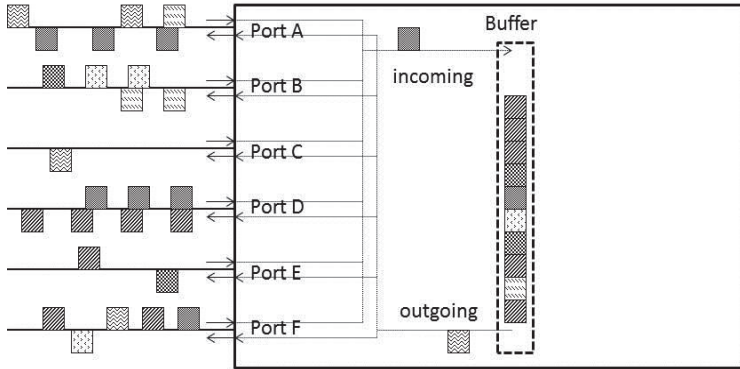 Buffer
Port A
incoming
Port B
Port C
Port D
Port E
outgoing
Port F